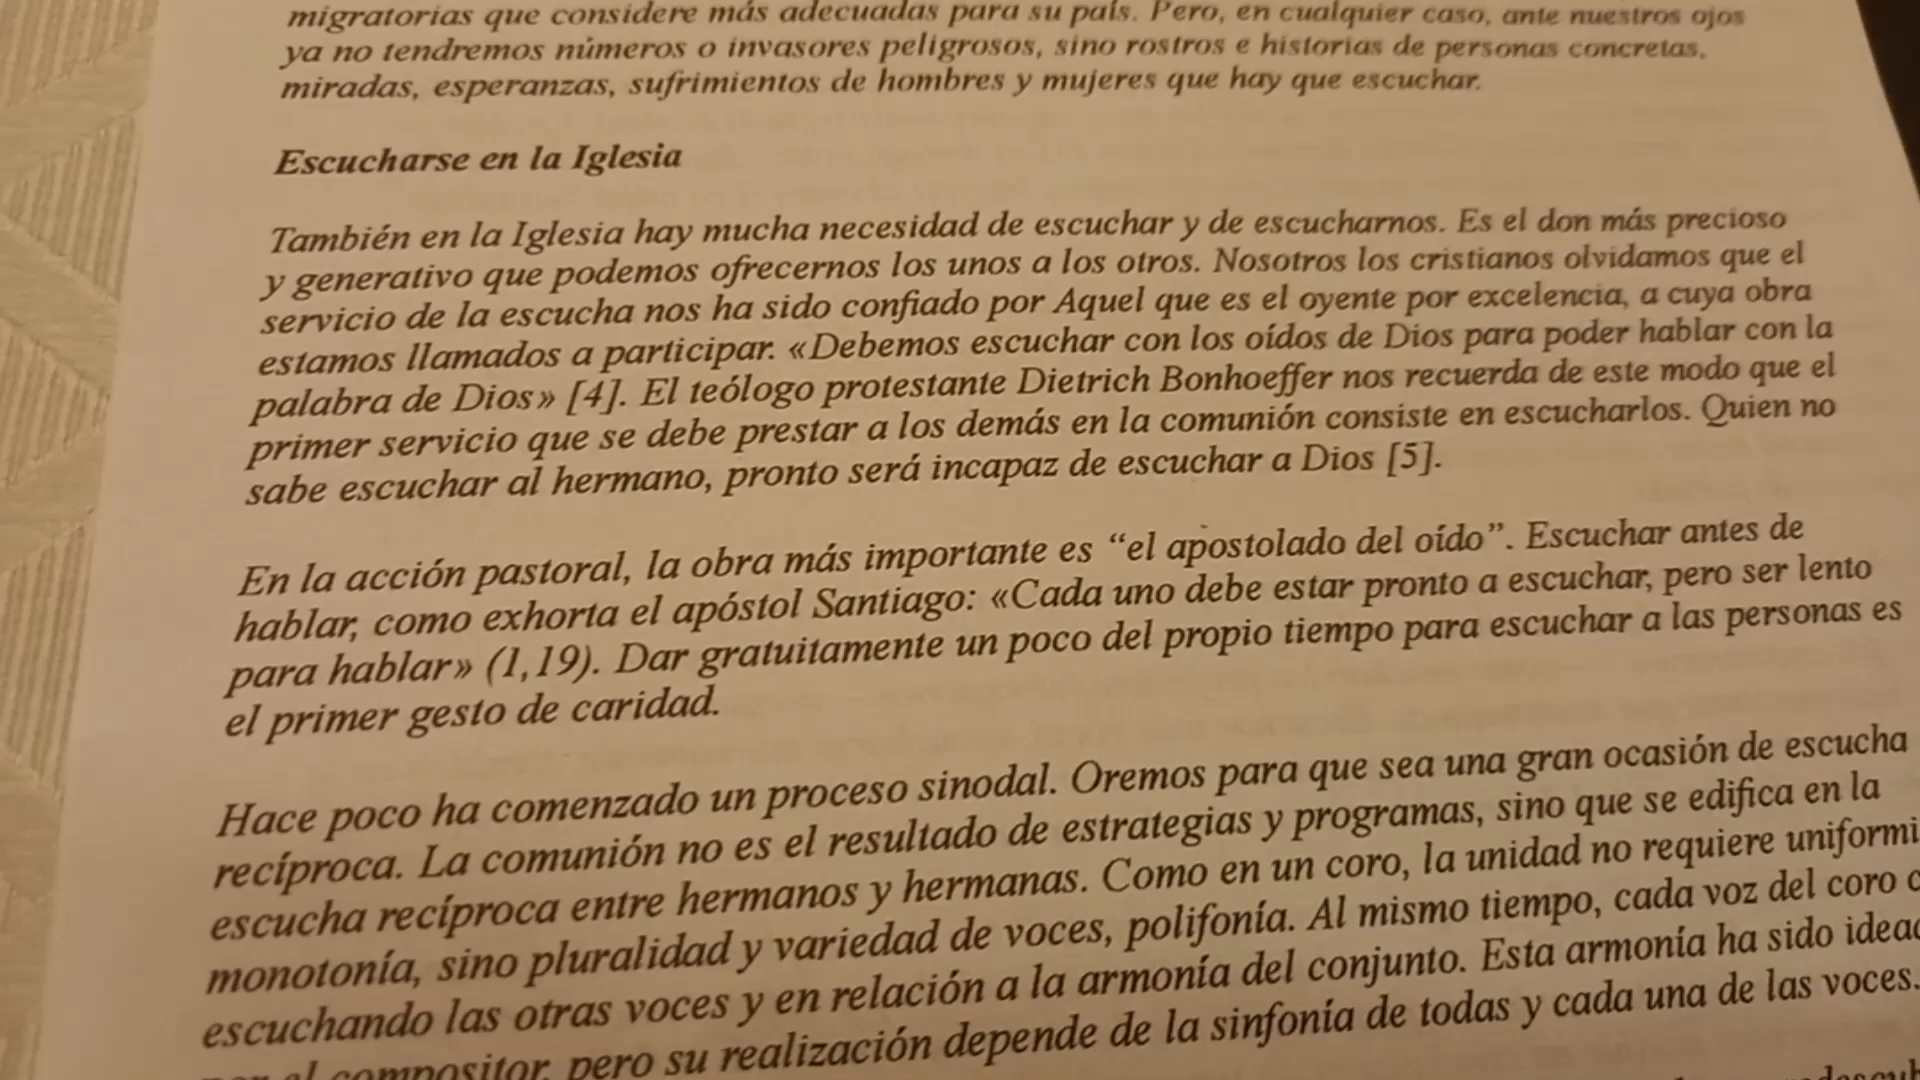 migratorias que considere más adecuadas para su país. Pero, en cualquier caso, ante nuestros ojos
ya no tendremos números o invasores peligrosos, sino rostros e historias de personas concretas,
miradas, esperanzas, sufrimientos de hombres y mujeres que hay que escuchar.
Escucharse en la Iglesia
También en la Iglesia hay mucha necesidad de escuchar y de escucharnos. Es el don más precioso
y generativo que podemos ofrecernos los unos a los otros. Nosotros los cristianos olvidamos que el
servicio de la escucha nos ha sido confiado por Aquel que es el oyente por excelencia, a cuya obra
estamos llamados a participar. «Debemos escuchar con los oídos de Dios para poder hablar con la
palabra de Dios» [4]. El teólogo protestante Dietrich Bonhoeffer nos recuerda de este modo que el
primer servicio que se debe prestar a los demás en la comunión consiste en escucharlos. Quien no
sabe escuchar al hermano, pronto será incapaz de escuchar a Dios [5].
En la acción pastoral, la obra más importante es “el apostolado del oído”. Escuchar antes de
hablar, como exhorta el apóstol Santiago: «Cada uno debe estar pronto a escuchar, pero ser lento
para hablar» (1,19). Dar gratuitamente un poco del propio tiempo para escuchar a las personas es
el primer gesto de caridad.
Hace poco ha comenzado un proceso sinodal. Oremos para que sea una gran ocasión de escucha
recíproca. La comunión no es el resultado de estrategias y programas, sino que se edifica en la
escucha recíproca entre hermanos y hermanas. Como en un coro, la unidad no requiere uniformi
monotonía, sino pluralidad y variedad de voces, polifonía. Al mismo tiempo, cada voz del coro c
escuchando las otras voces y en relación a la armonía del conjunto. Esta armonía ha sido idead
por el compositor, pero su realización depende de la sinfonía de todas y cada una de las voces.